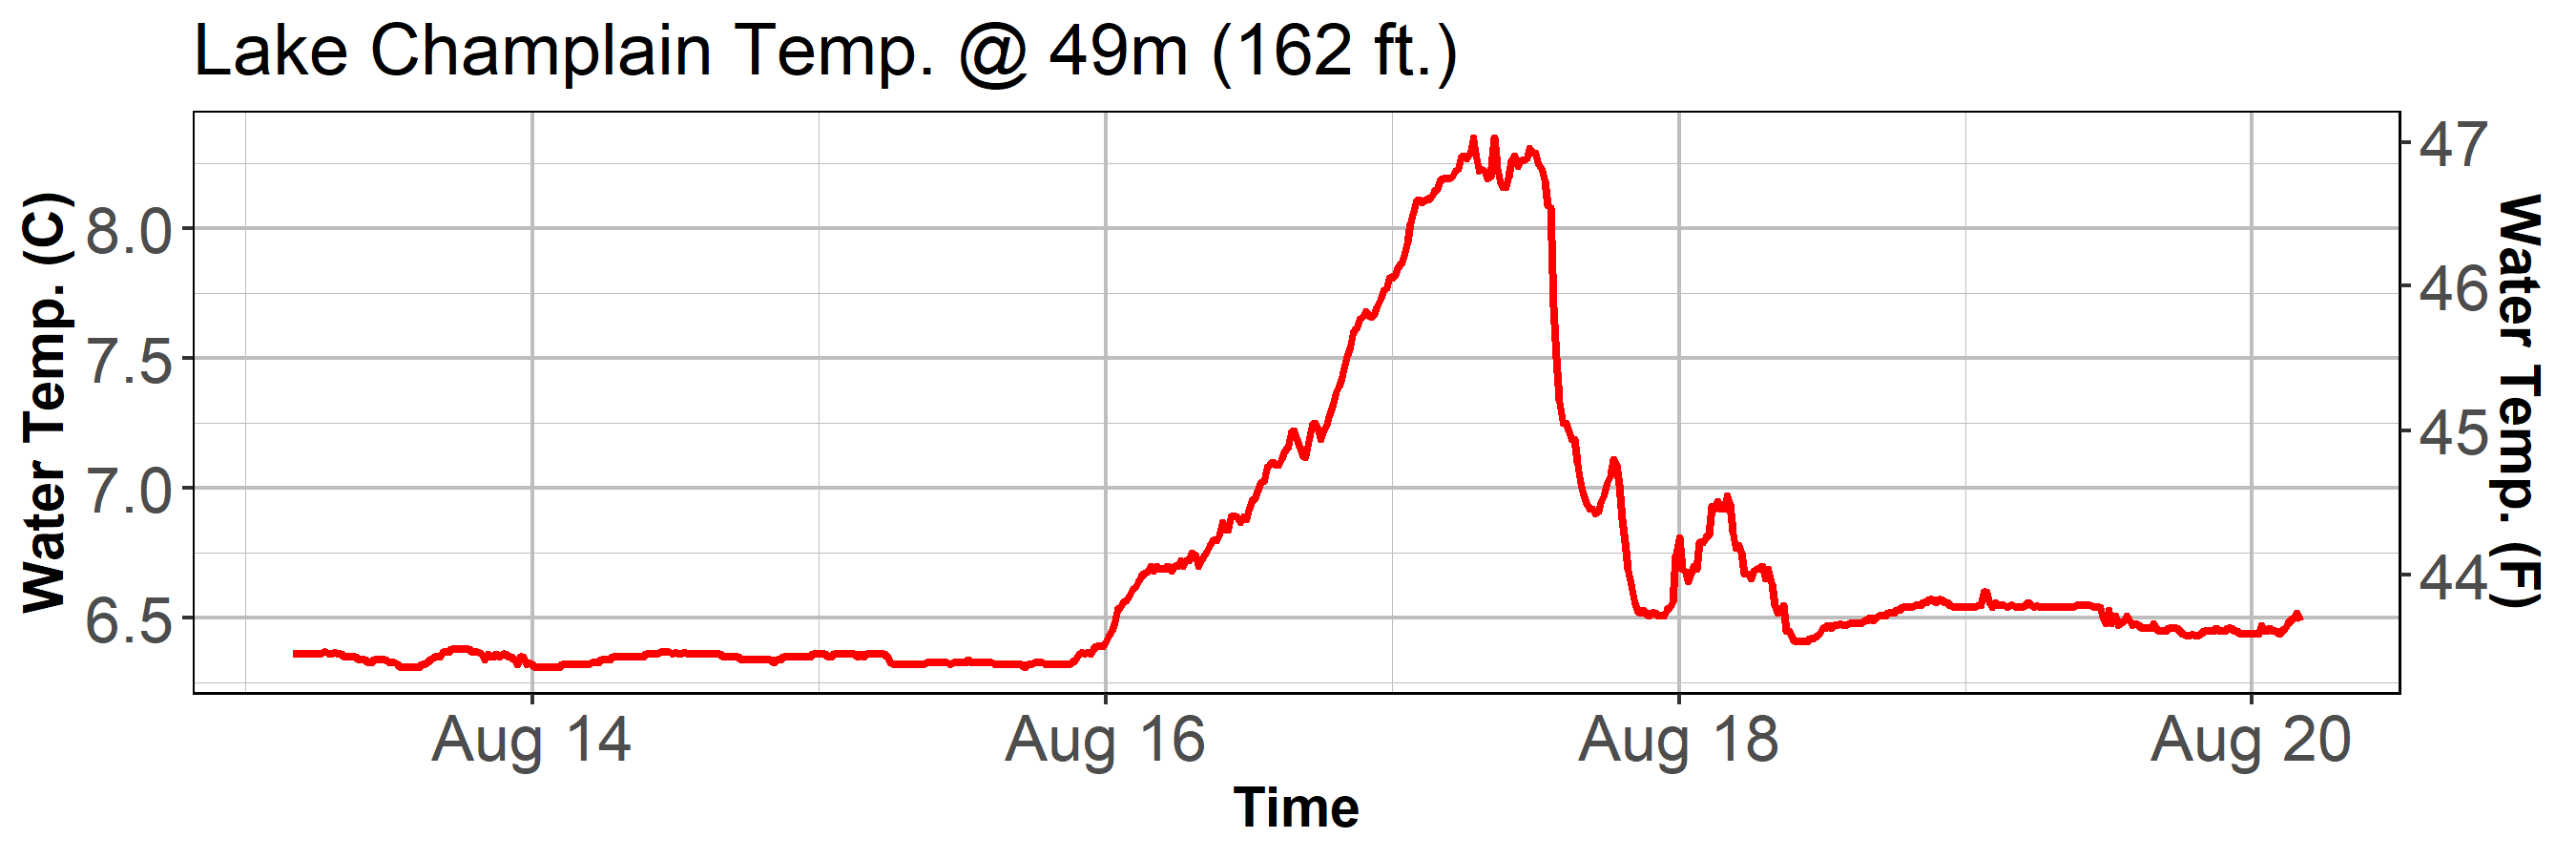 Lake Champlain Temp. @ 49m (162 ft.)
Water Temp. (C)
8.0
7.5
7.0
6.5
47
46
45
44
Water Temp. (F)
Aug 14
Aug 16
Aug 18
Aug 20
Time